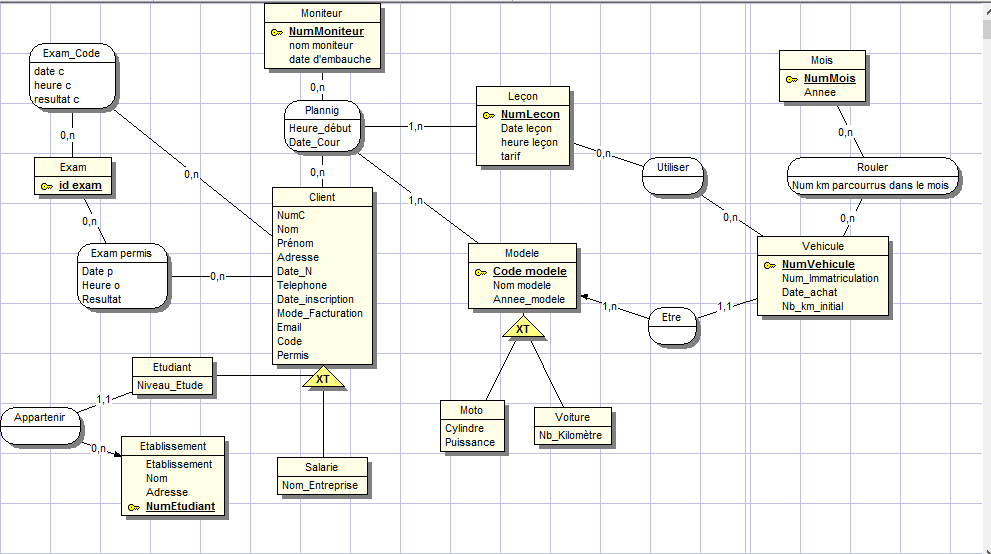 Moniteur
NumMoniteur
nom moniteur
date d'embauche
Exam_Code
date c
heure c
resultat c
0,n
Plannig
Heure_début
Date_Cour
1,n
Leçon
NumLecon
Date leçon
heure leçon
tarif
Mois
NumMois
Annee
0,n
0,n
Utiliser
Rouler
Num km parcourrus dans le mois
0,n
Exam
id exam
0,n
0,n
1,n
0,n
0,n
0,n
Client
NumC
Nom
Prénom
Adresse
Date_N
Telephone
Date_inscription
Mode_Facturation
Email
Code
Permis
Exam permis
Date p
Heure o
Resultat
0,n
Modele
Code modele
Nom modele
Annee_modele
Vehicule
NumVehicule
Num_Immatriculation
Date_achat
Nb_km_initial
1,n
Etre
1,1
XT
XT
Etudiant
Niveau_Etude
1,1
Appartenir
0,n
Etablissement
Etablissement
Nom
Adresse
NumEtudiant
Salarie
Nom_Entreprise
Moto
Cylindre
Puissance
Voiture
Nb_Kilomètre